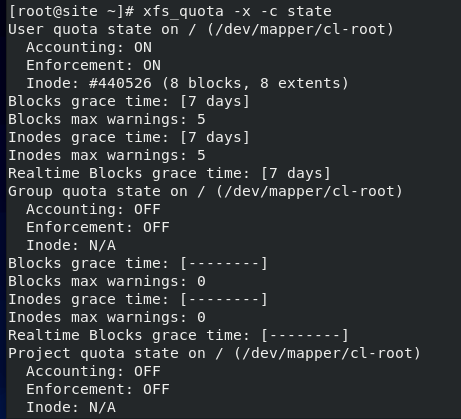 [root@site ~]# xfs_quota -x -c state
User quota state on / (/dev/mapper/cl-root)
  Accounting: ON
  Enforcement: ON
  Inode: #440526 (8 blocks, 8 extents)
Blocks grace time: [7 days]
Blocks max warnings: 5
Inodes grace time: [7 days]
Inodes max warnings: 5
Realtime Blocks grace time: [7 days]
Group quota state on / (/dev/mapper/cl-root)
  Accounting: OFF
  Enforcement: OFF
  Inode: N/A
Blocks grace time: [--------]
Blocks max warnings: 0
Inodes grace time: [--------]
Inodes max warnings: 0
Realtime Blocks grace time: [--------]
Project quota state on / (/dev/mapper/cl-root)
  Accounting: OFF
  Enforcement: OFF
  Inode: N/A